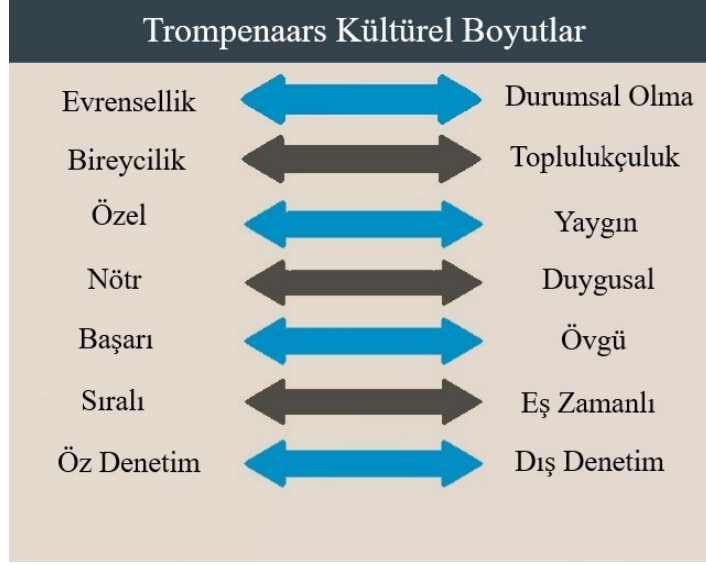 Trompenaars Kültürel Boyutlar
Evrensellik Durumsal Olma
Bireycilik Toplulukçuluk
Özel Yaygın
Nötr Duygusal
Başarı Övgü
Sıralı Eş Zamanlı
Öz Denetim Dış Denetim